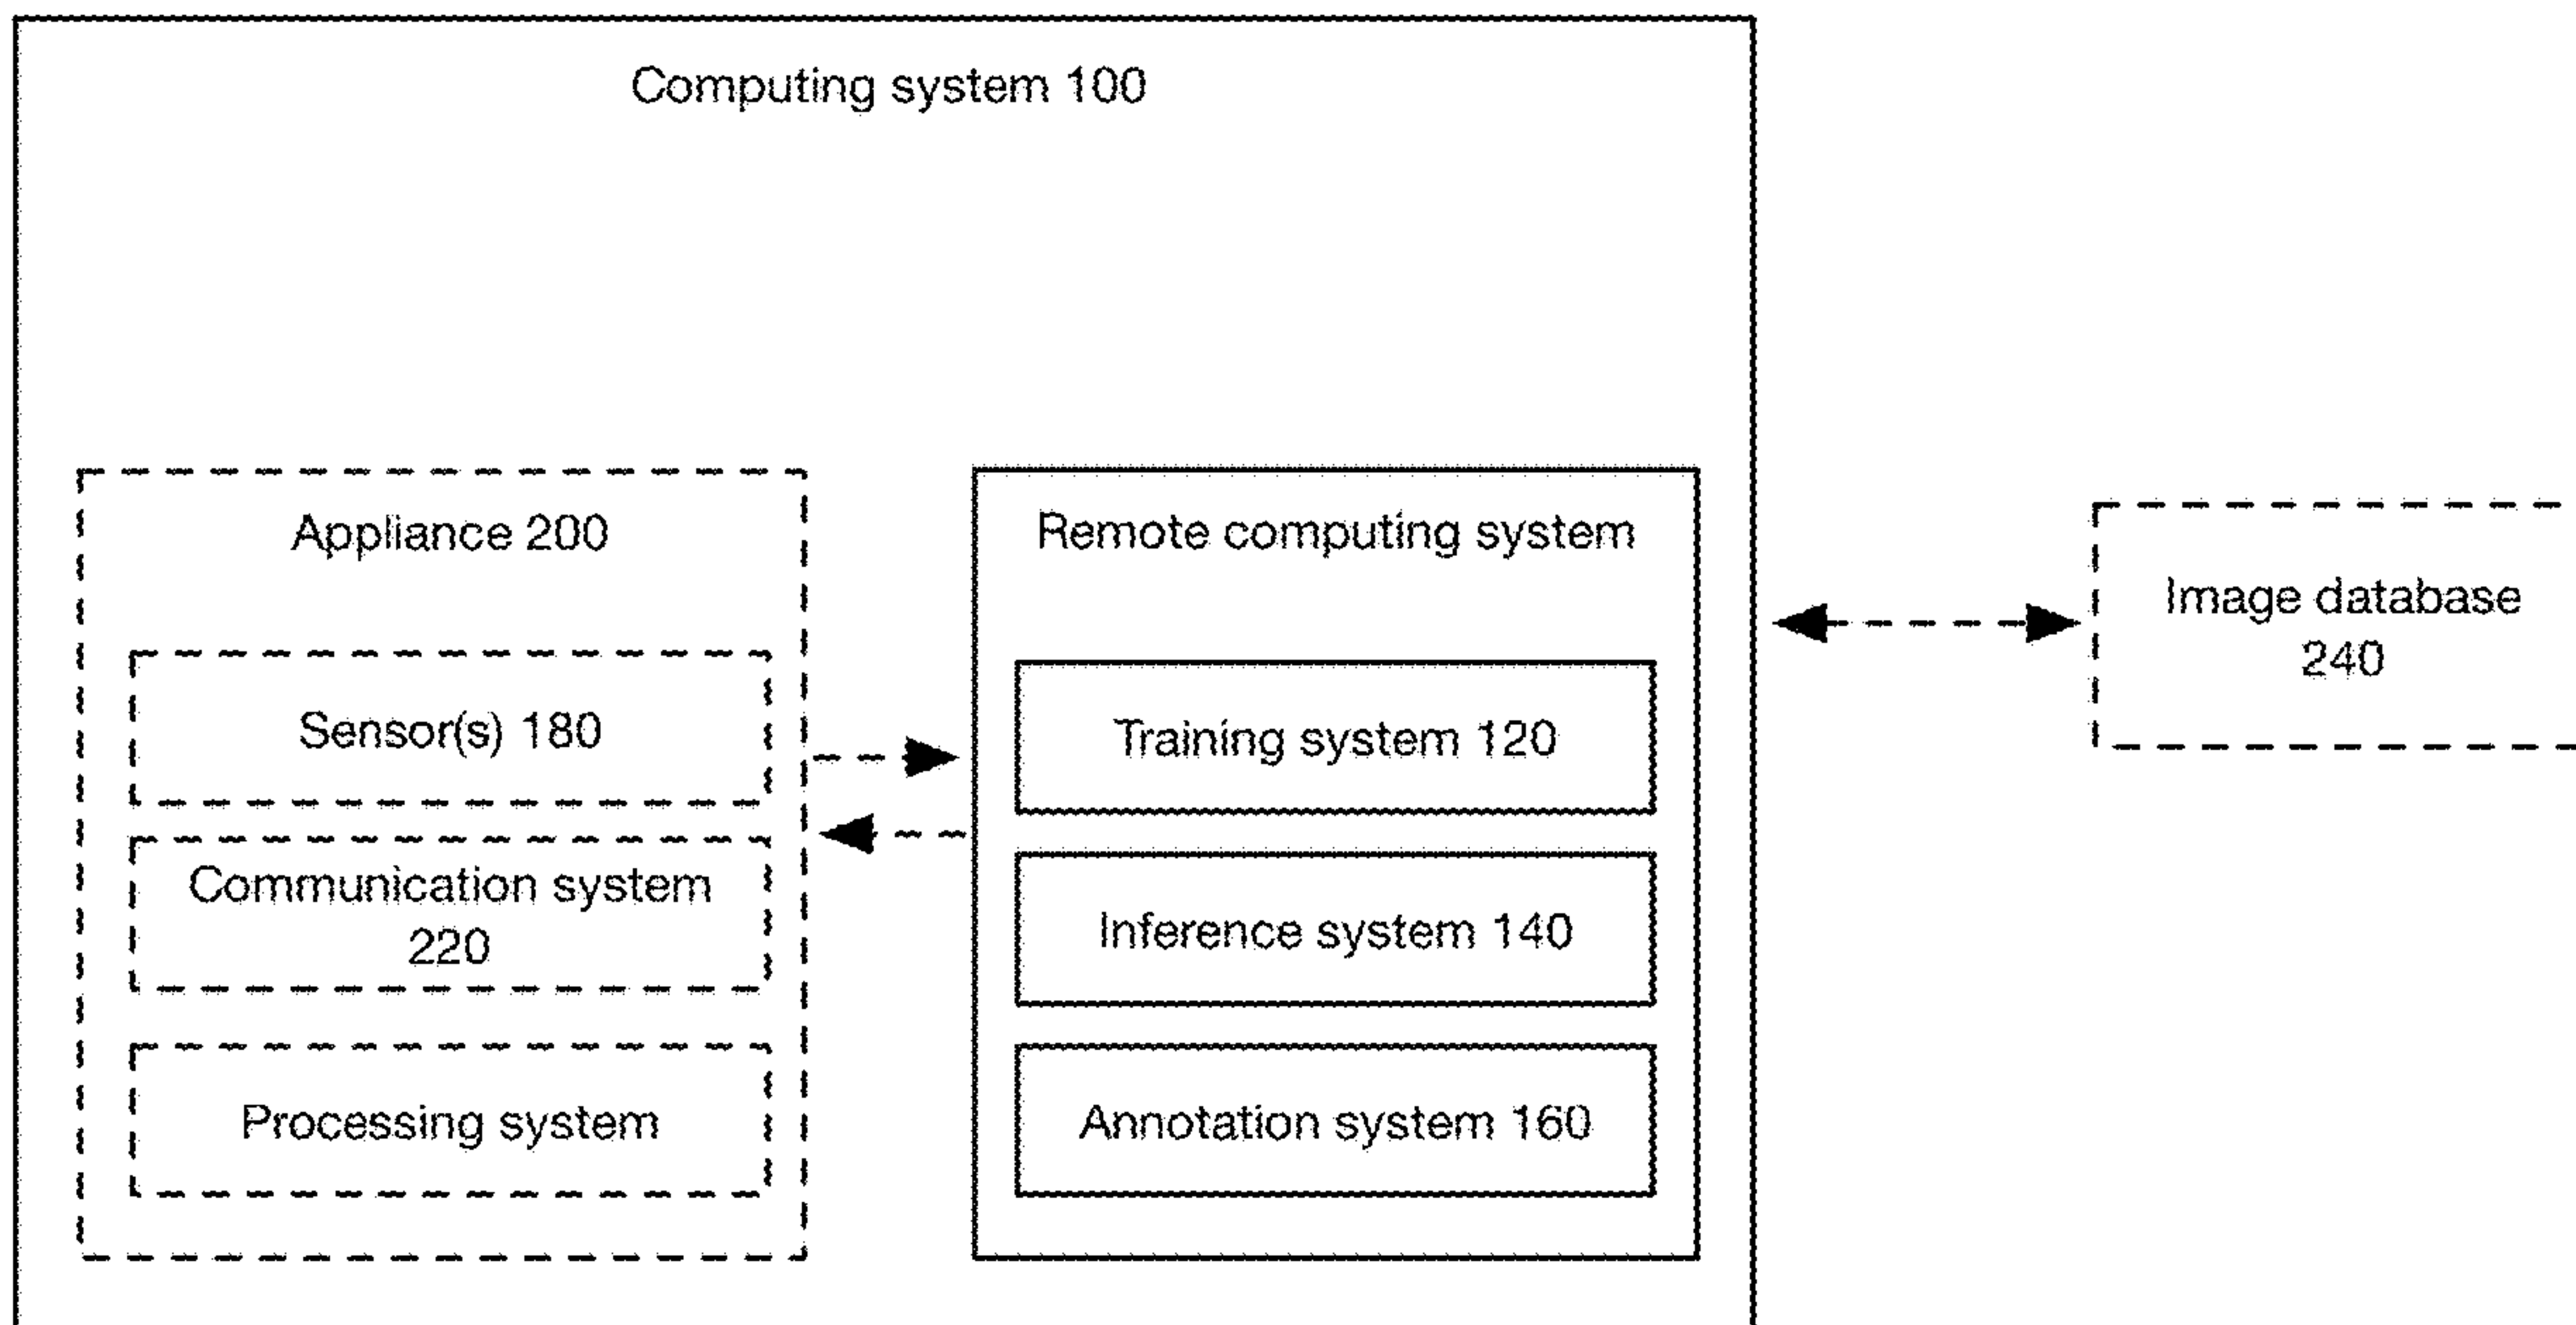 Computing system 100
Appliance 200
Sensor(s) 180
Communication system
220
Processing system
Remote computing system
Training system 120
Inference system 140
Annotation system 160
Image database
240